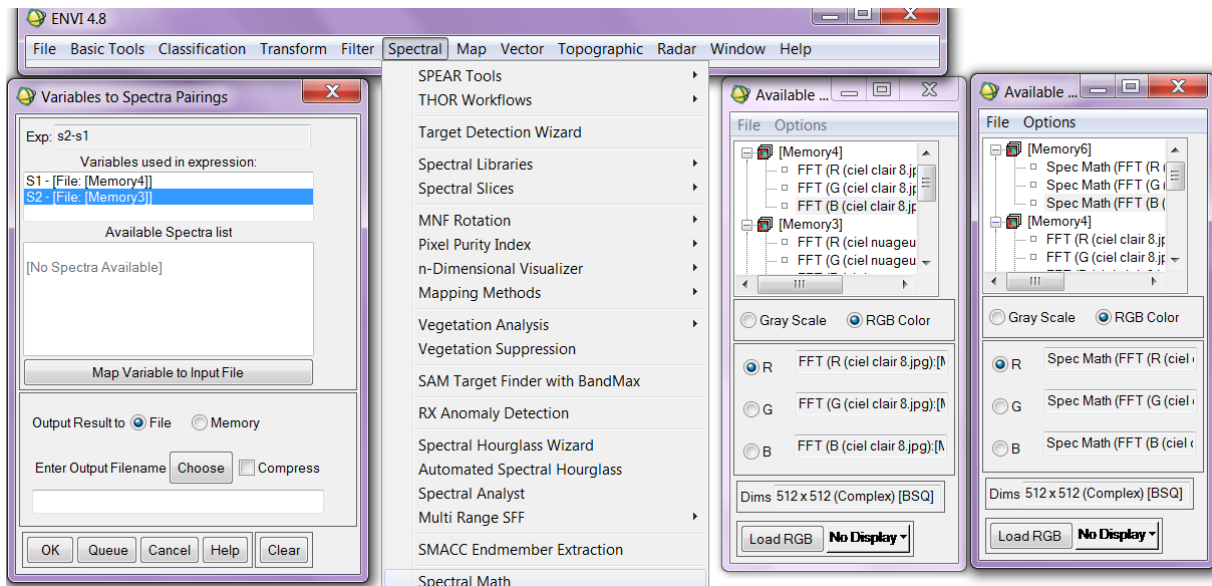 ENVI 4.8
File Basic Tools Classification Transform Filter Spectral Map Vector Topographic Radar Window Help
Variables to Spectra Pairings
Exp: s2-s1
Variables used in expression:
S1 - [File: [Memory4]]
S2 - [File: [Memory3]]
Available Spectra list
[No Spectra Available]
Map Variable to Input File
Output Result to File Memory
Enter Output Filename Choose Compress
OK Queue Cancel Help Clear
SPEAR Tools
THOR Workflows
Target Detection Wizard
Spectral Libraries
Spectral Slices
MNF Rotation
Pixel Purity Index
n-Dimensional Visualizer
Mapping Methods
Vegetation Analysis
Vegetation Suppression
SAM Target Finder with BandMax
RX Anomaly Detection
Spectral Hourglass Wizard
Automated Spectral Hourglass
Spectral Analyst
Multi Range SFF
SMACC Endmember Extraction
Spectral Math
Available ...
File Options
[Memory4]
FFT (R (ciel clair 8.jp
FFT (G (ciel clair 8.jp
FFT (B (ciel clair 8.jp
[Memory3]
FFT (R (ciel nuageu
FFT (G (ciel nuageu
Gray Scale RGB Color
R FFT (R (ciel clair 8.jpg):[M
G FFT (G (ciel clair 8.jpg):[M
B FFT (B (ciel clair 8.jpg):[M
Dims 512 x 512 (Complex) [BSQ]
Load RGB No Display
Available ...
File Options
[Memory6]
Spec Math (FFT (R (
Spec Math (FFT (G (
Spec Math (FFT (B (
[Memory4]
FFT (R (ciel clair 8.jp
FFT (G (ciel clair 8.jp
Gray Scale RGB Color
R Spec Math (FFT (R (ciel
G Spec Math (FFT (G (ciel
B Spec Math (FFT (B (ciel
Dims 512 x 512 (Complex) [BSQ]
Load RGB No Display